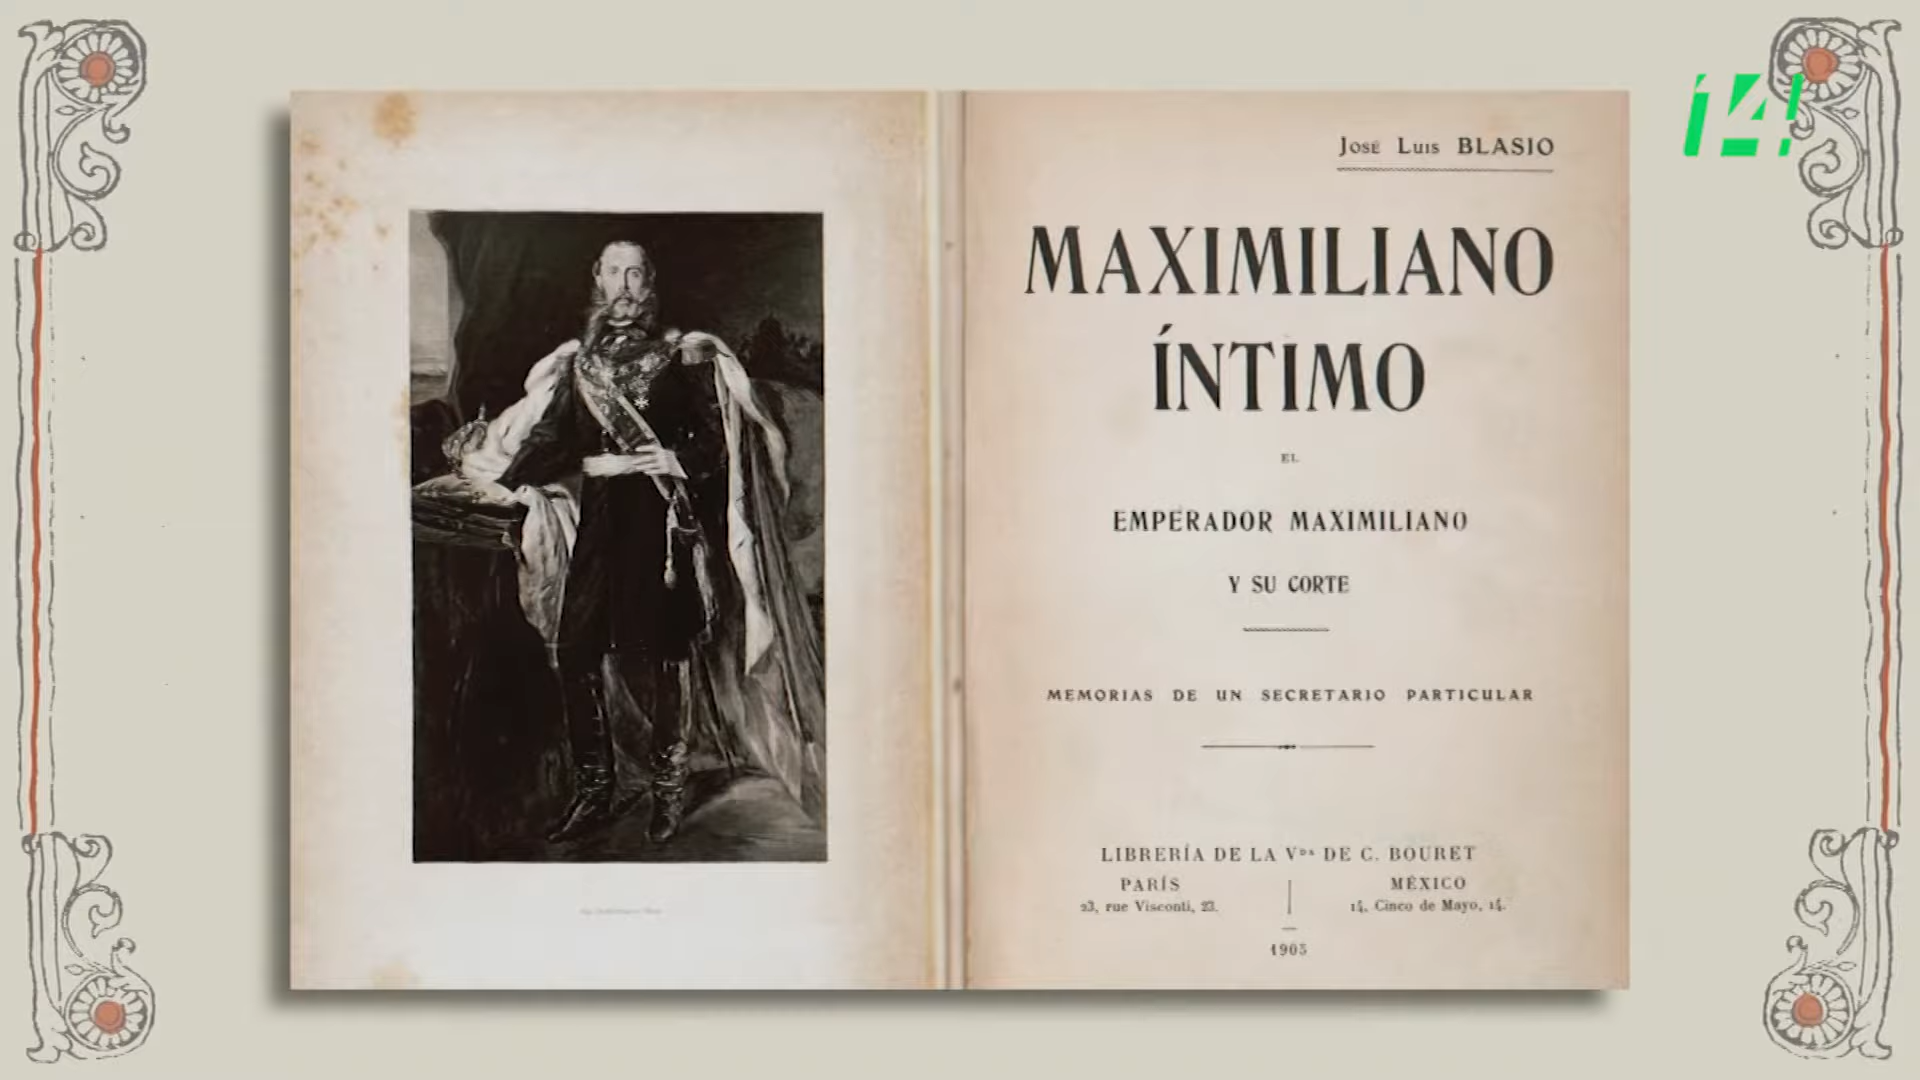 14!
José Luis BLASIO
MAXIMILIANO
ÍNTIMO
EL
EMPERADOR MAXIMILIANO
Y SU CORTE
MEMORIAS DE UN SECRETARIO PARTICULAR
LIBRERÍA DE LA Vda DE C. BOURET
PARÍS
23, rue Visconti, 23.
MÉXICO
14, Cinco de Mayo, 14.
1905